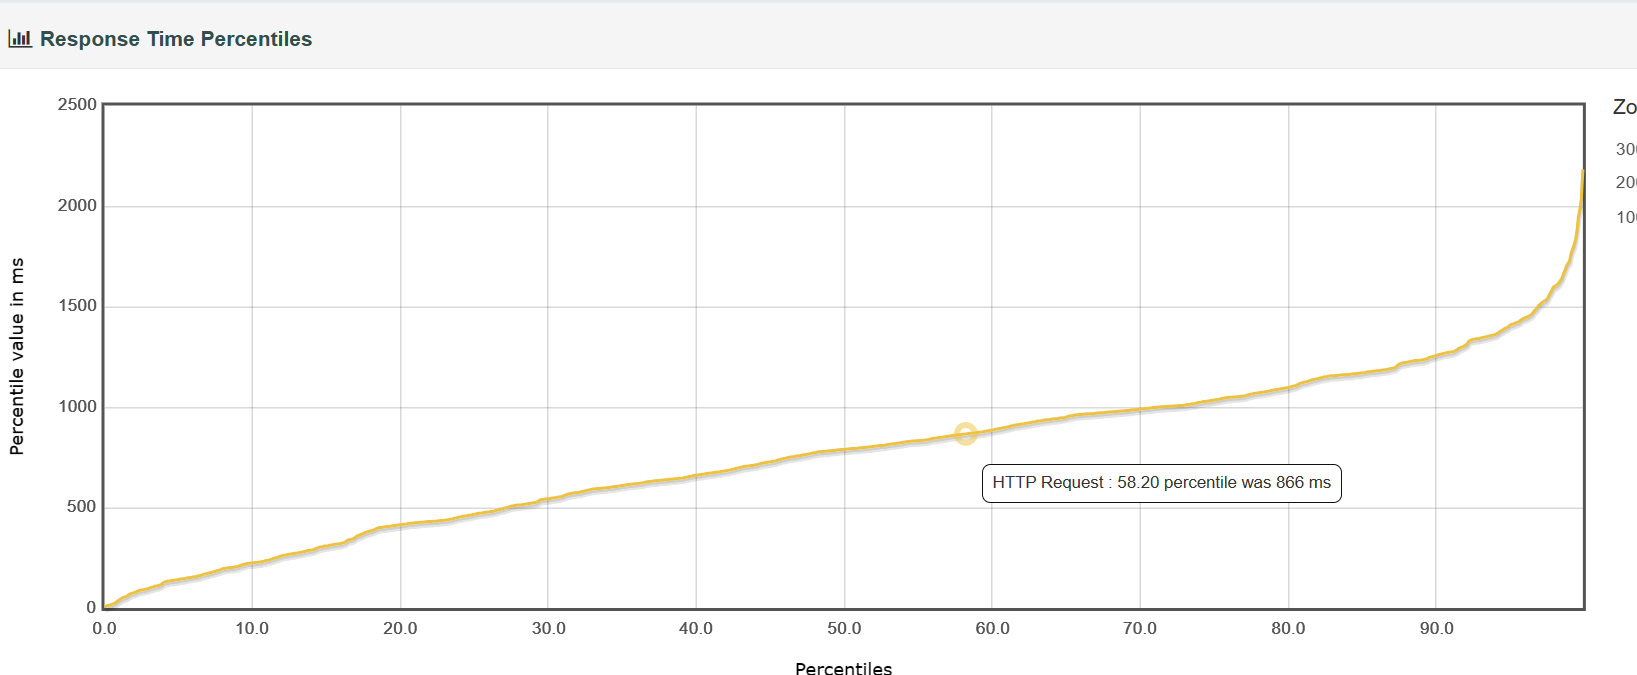 Response Time Percentiles
2500
2000
1500
1000
500
0
Percentile value in ms
HTTP Request : 58.20 percentile was 866 ms
0.0 10.0 20.0 30.0 40.0 50.0 60.0 70.0 80.0 90.0
Percentiles
Zo